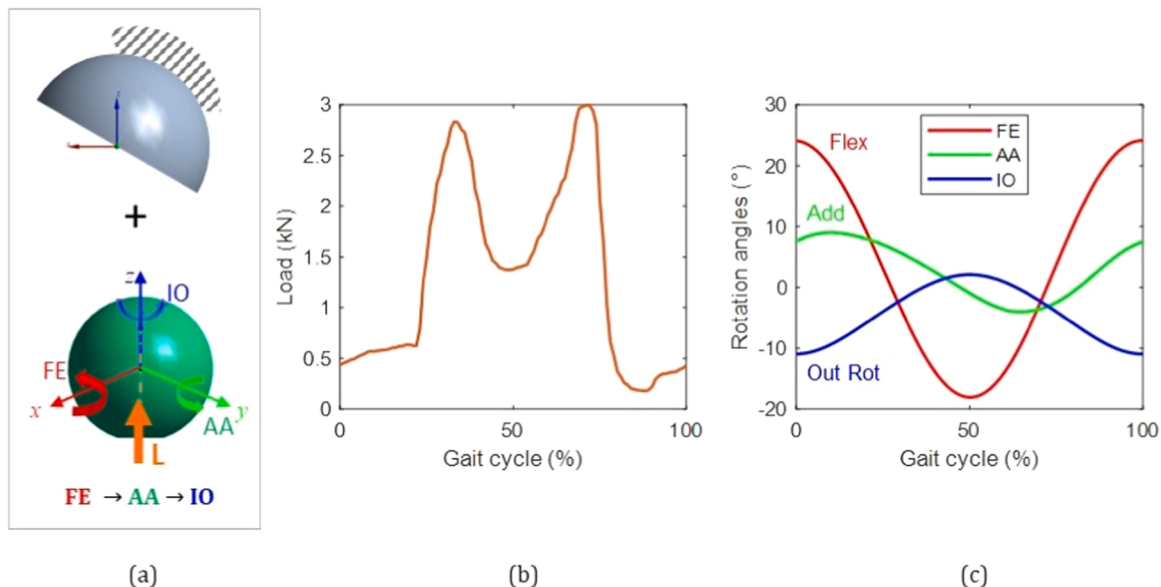 +
z
IO
FE
x
y
AA
L
FE → AA → IO
(a)
3
2.5
2
1.5
1
0.5
0
Load (kN)
0 50 100
Gait cycle (%)
(b)
30
20
10
0
-10
-20
Rotation angles (°)
Flex
Add
Out Rot
FE
AA
IO
0 50 100
Gait cycle (%)
(c)